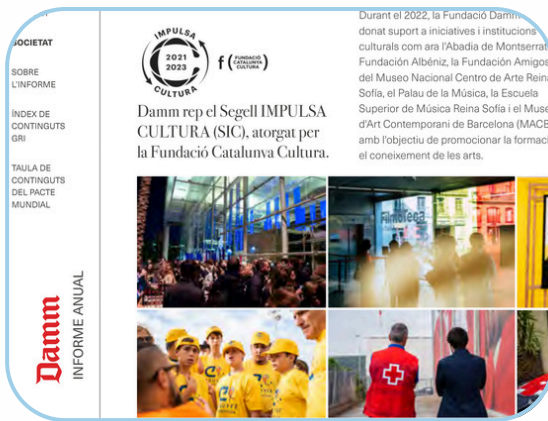 SOCIETAT
SOBRE
L'INFORME
ÍNDEX DE
CONTINGUTS
GRI
TAULA DE
CONTINGUTS
DEL PACTE
MUNDIAL
Damm
INFORME ANUAL
IMPULSA
2021
2023
CULTURA
f (FUNDACIÓ
CATALUNYA
CULTURA)
Damm rep el Segell IMPULSA
CULTURA (SIC), atorgat per
la Fundació Catalunya Cultura.
Durant el 2022, la Fundació Damm
donat suport a iniciatives i institucions
culturals com ara l'Abadia de Montserrat
Fundación Albéniz, la Fundación Amigos
del Museo Nacional Centro de Arte Reina
Sofía, el Palau de la Música, la Escuela
Superior de Música Reina Sofía i el Museu
d'Art Contemporani de Barcelona (MACB
amb l'objectiu de promocionar la formació
el coneixement de les arts.
Filmoteca